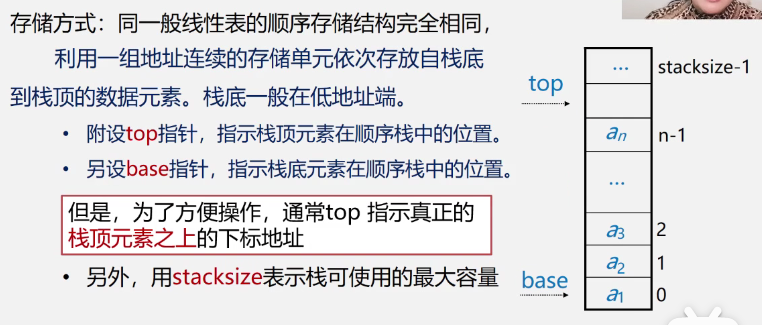 存储方式：同一般线性表的顺序存储结构完全相同，
利用一组地址连续的存储单元依次存放自栈底
到栈顶的数据元素。栈底一般在低地址端。
• 附设top指针，指示栈顶元素在顺序栈中的位置。
• 另设base指针，指示栈底元素在顺序栈中的位置。
但是，为了方便操作，通常top 指示真正的
栈顶元素之上的下标地址
• 另外，用stacksize表示栈可使用的最大容量
... stacksize-1
top
an n-1
...
a3 2
a2 1
base a1 0